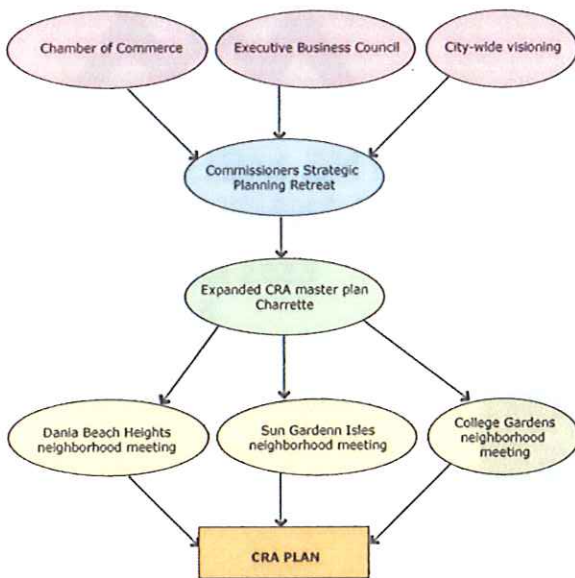 Chamber of Commerce
Executive Business Council
City-wide visioning
Commissioners Strategic
Planning Retreat
Expanded CRA master plan
Charrette
Dania Beach Heights
neighborhood meeting
Sun Gardenn Isles
neighborhood meeting
College Gardens
neighborhood
meeting
CRA PLAN